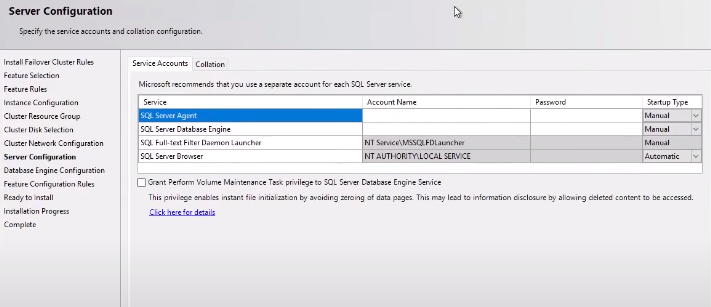 Server Configuration
Specify the service accounts and collation configuration.
Install Failover Cluster Rules
Feature Selection
Feature Rules
Instance Configuration
Cluster Resource Group
Cluster Disk Selection
Cluster Network Configuration
Server Configuration
Database Engine Configuration
Feature Configuration Rules
Ready to Install
Installation Progress
Complete
Service Accounts Collation
Microsoft recommends that you use a separate account for each SQL Server service.
Service Account Name Password Startup Type
SQL Server Agent Manual
SQL Server Database Engine Manual
SQL Full-text Filter Daemon Launcher NT Service\MSSQLFDLauncher Manual
SQL Server Browser NT AUTHORITY\LOCAL SERVICE Automatic
Grant Perform Volume Maintenance Task privilege to SQL Server Database Engine Service
This privilege enables instant file initialization by avoiding zeroing of data pages. This may lead to information disclosure by allowing deleted content to be accessed.
Click here for details